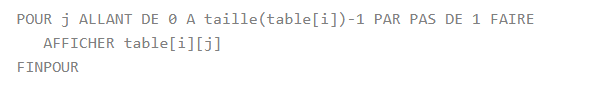 POUR j ALLANT DE 0 A taille(table[i])-1 PAR PAS DE 1 FAIRE
AFFICHER table[i][j]
FINPOUR